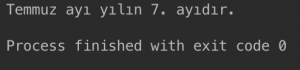 Temmuz ayı yılın 7. ayıdır.
Process finished with exit code 0